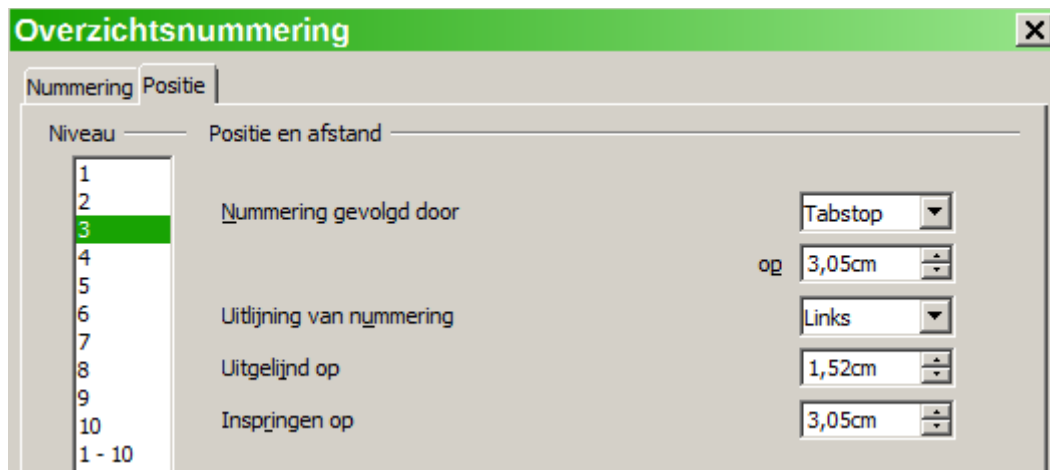 Overzichtsnummering
Nummering Positie
Niveau Positie en afstand
1
2
3
4
5
6
7
8
9
10
1 - 10
Nummering gevolgd door Tabstop
op 3,05cm
Uitlijning van nummering Links
Uitgelijnd op 1,52cm
Inspringen op 3,05cm